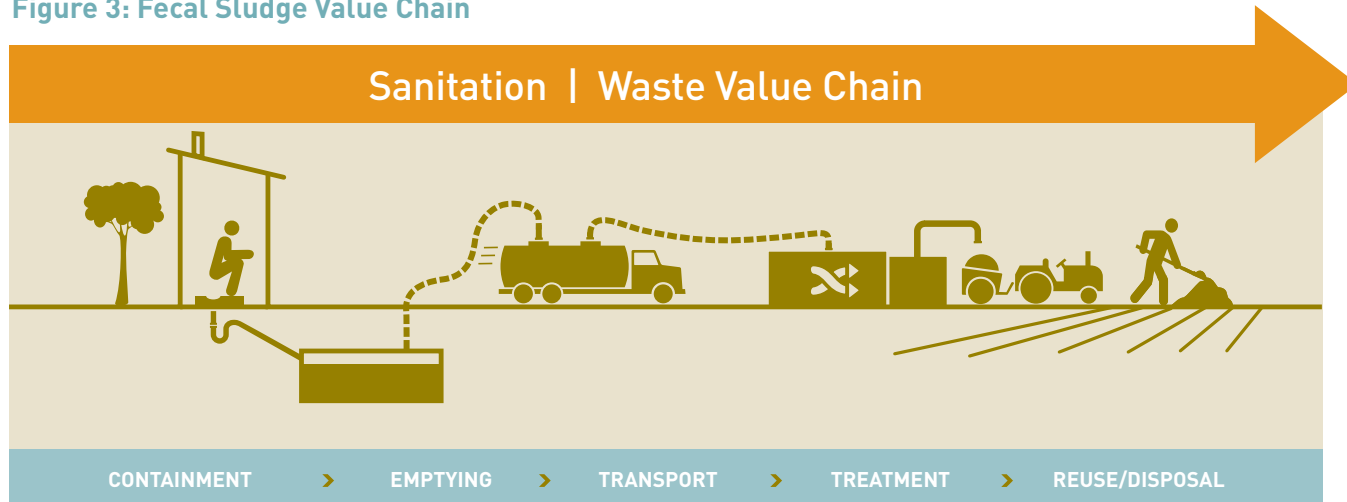 Figure 3: Fecal Sludge Value Chain
Sanitation | Waste Value Chain
CONTAINMENT > EMPTYING > TRANSPORT > TREATMENT > REUSE/DISPOSAL